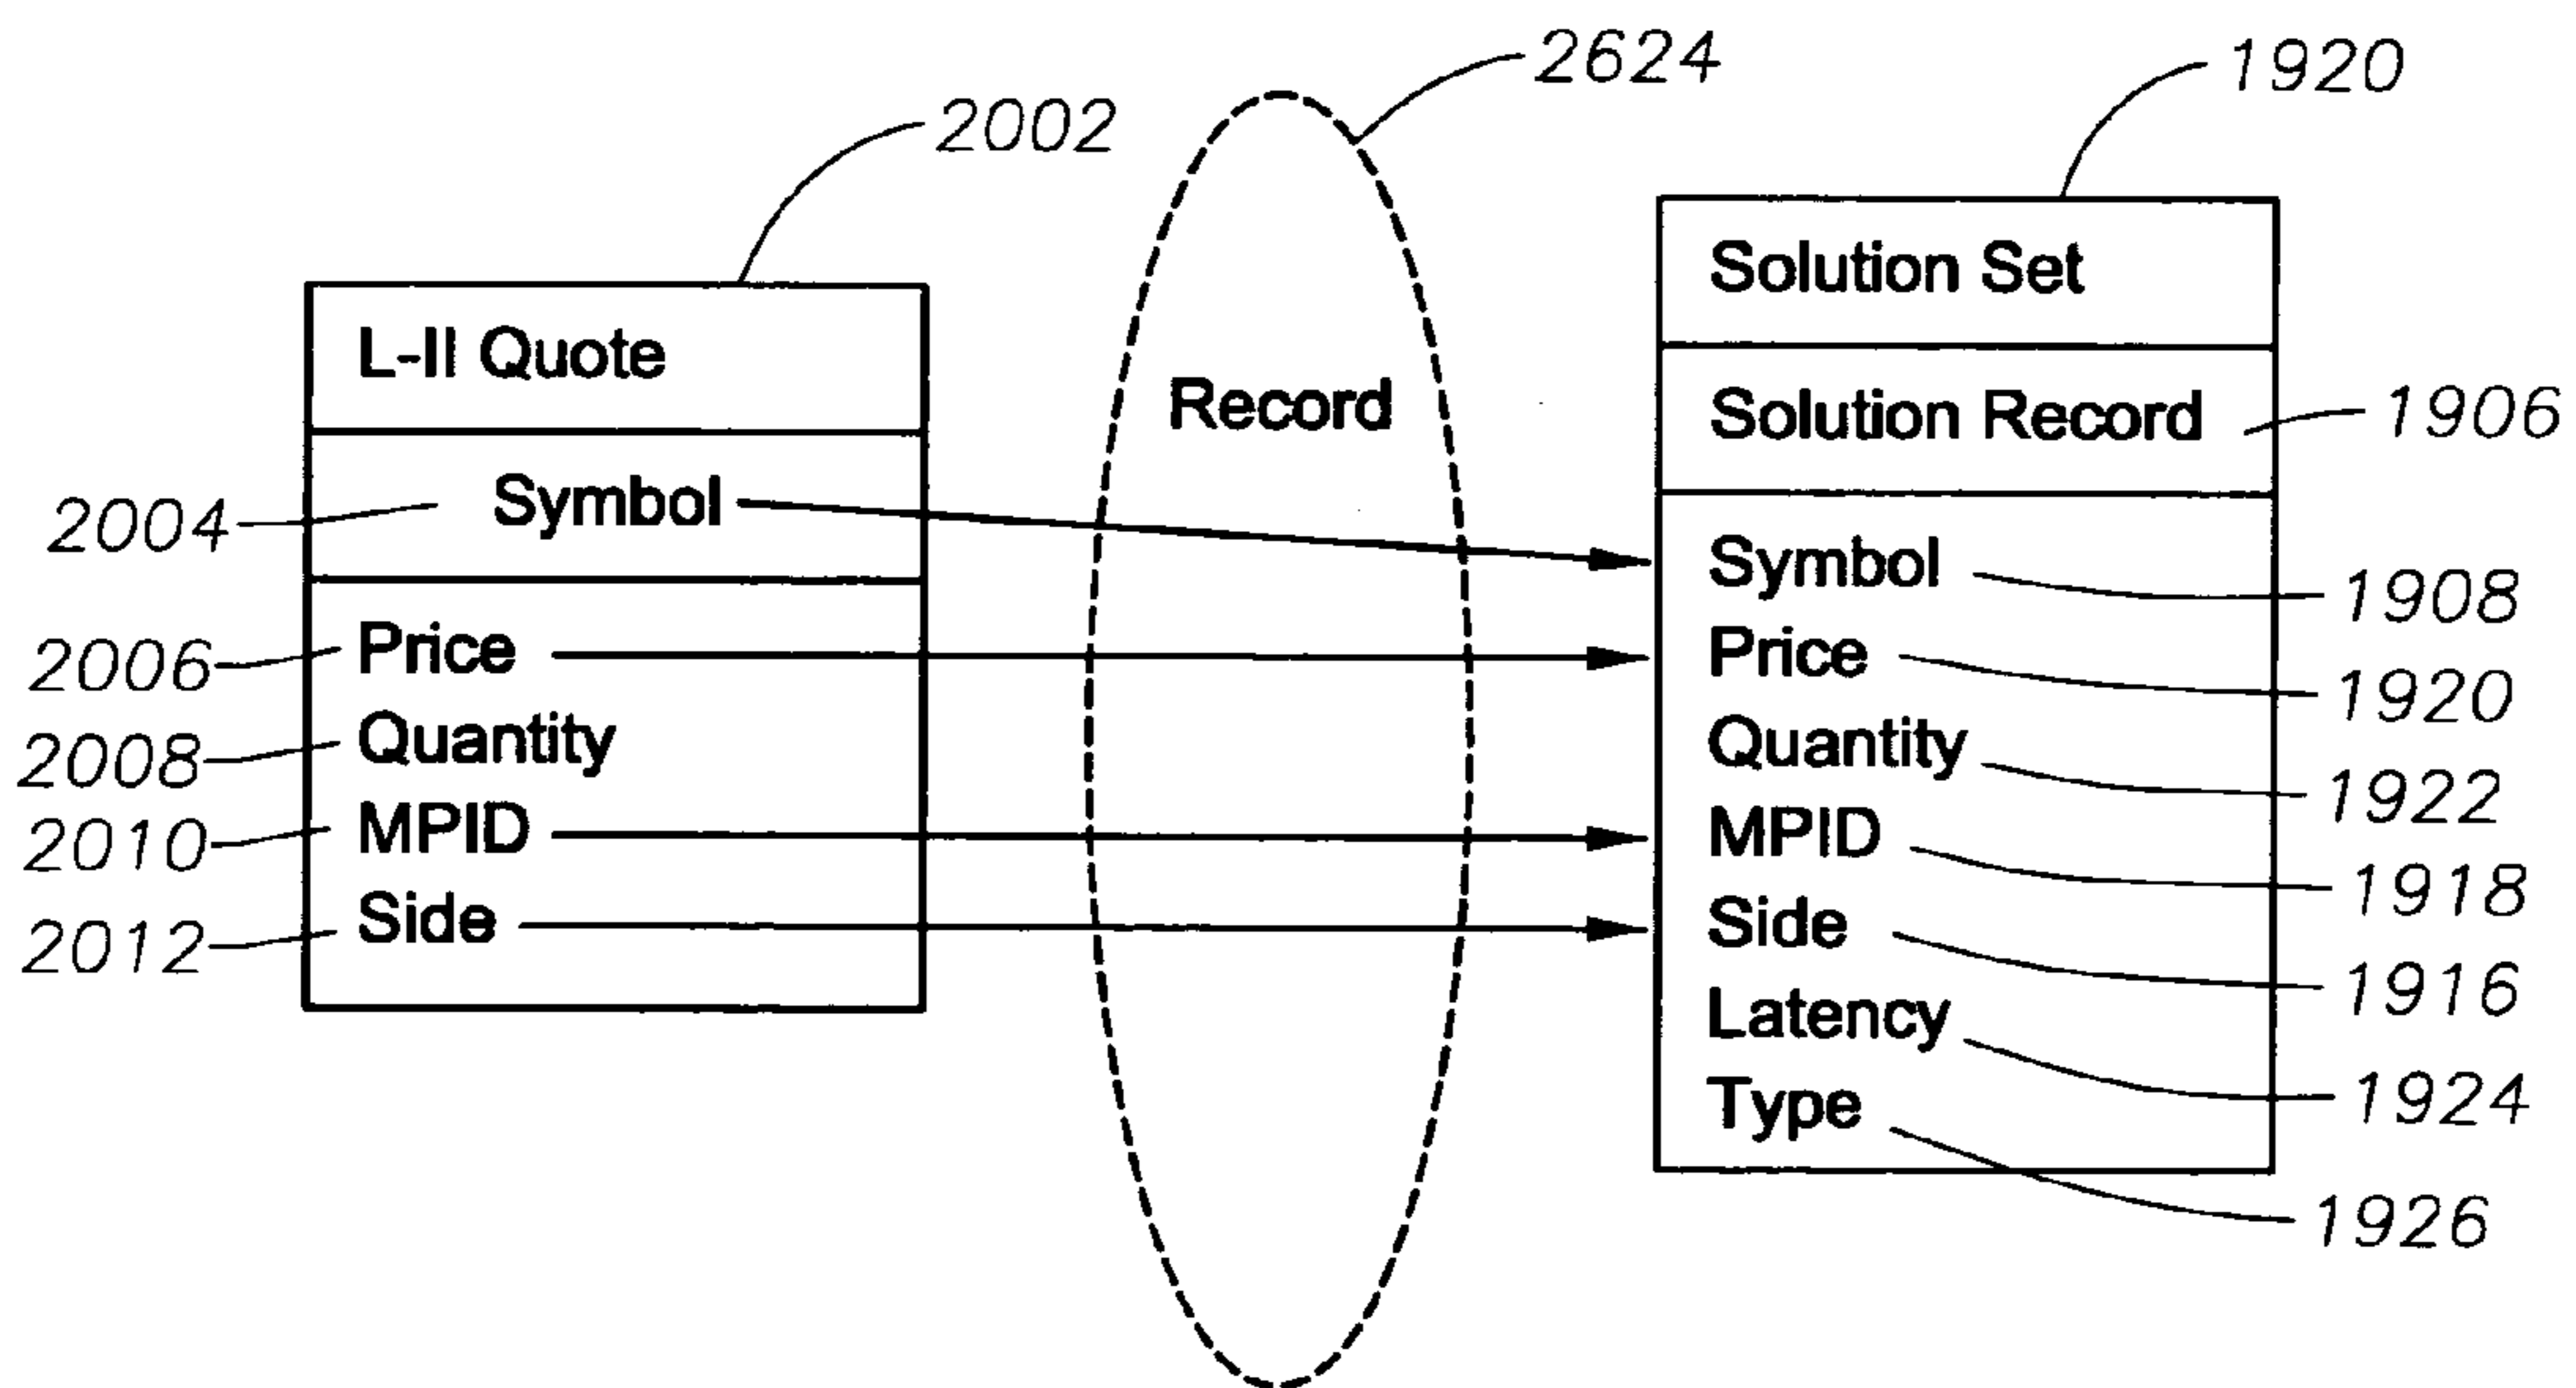 2624
1920
2002
Solution Set
L-II Quote
Record
Solution Record
1906
Symbol
2004
Symbol
1908
Price
2006
Price
1920
Quantity
2008
Quantity
1922
MPID
2010
MPID
1918
Side
2012
Side
1916
Latency
1924
Type
1926